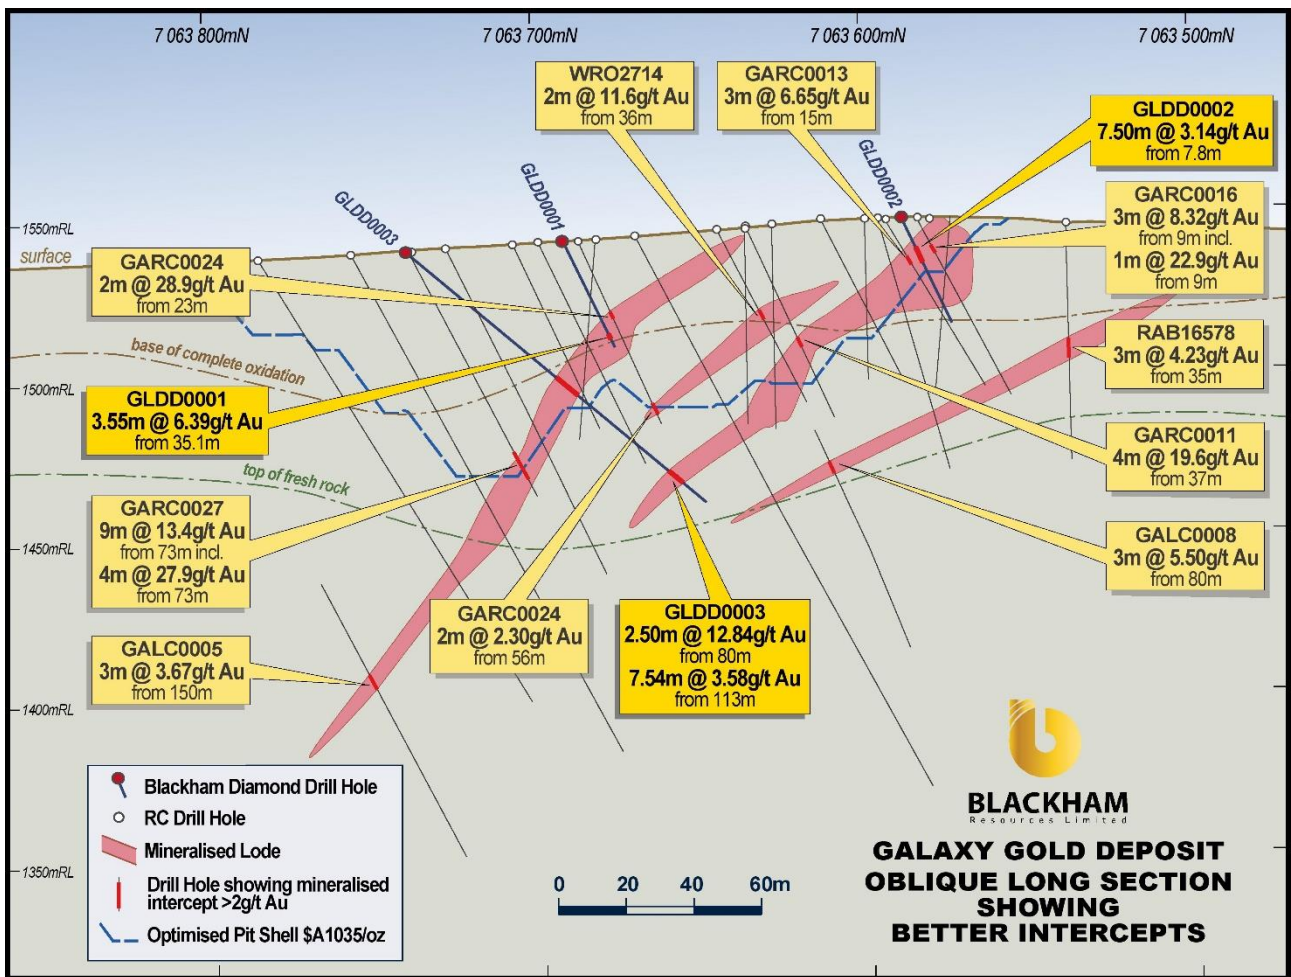 7 063 800mN
7 063 700mN
7 063 600mN
7 063 500mN
WRO2714
2m @ 11.6g/t Au
from 36m
GARC0013
3m @ 6.65g/t Au
from 15m
GLDD0002
7.50m @ 3.14g/t Au
from 7.8m
GLDD0003
GLDD0001
GLDD0002
GARC0016
3m @ 8.32g/t Au
from 9m incl.
1m @ 22.9g/t Au
from 9m
1550mRL
surface
GARC0024
2m @ 28.9g/t Au
from 23m
base of complete oxidation
RAB16578
3m @ 4.23g/t Au
from 35m
1500mRL
GLDD0001
3.55m @ 6.39g/t Au
from 35.1m
GARC0011
4m @ 19.6g/t Au
from 37m
top of fresh rock
GARC0027
9m @ 13.4g/t Au
from 73m incl.
4m @ 27.9g/t Au
from 73m
1450mRL
GALC0008
3m @ 5.50g/t Au
from 80m
GARC0024
2m @ 2.30g/t Au
from 56m
GLDD0003
2.50m @ 12.84g/t Au
from 80m
7.54m @ 3.58g/t Au
from 113m
GALC0005
3m @ 3.67g/t Au
from 150m
1400mRL
1350mRL
Blackham Diamond Drill Hole
RC Drill Hole
Mineralised Lode
Drill Hole showing mineralised
intercept >2g/t Au
Optimised Pit Shell $A1035/oz
0 20 40 60m
BLACKHAM
Resources Limited
GALAXY GOLD DEPOSIT
OBLIQUE LONG SECTION
SHOWING
BETTER INTERCEPTS